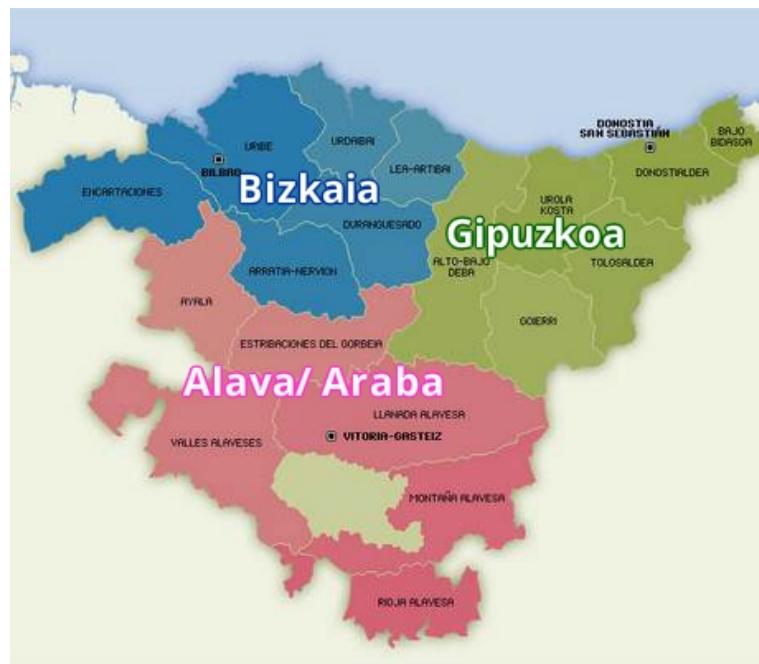 DONOSTIA
SAN SEBASTIÁN
BAJO
BIDASOA
URIBE
URDAIBAI
LEA-ARTIBAI
DONOSTIALDEA
BILBAO
Bizkaia
ENCARTACIONES
UROLA
KOSTA
DURANGUESADO
Gipuzkoa
ALTO-BAJO
DEBA
TOLOSALDEA
ARRATIA-NERVION
AYALA
GOIERRI
ESTRIBACIONES DEL GORBEIA
Alava/ Araba
LLANADA ALAVESA
VITORIA-GASTEIZ
VALLES ALAVESES
MONTAÑA ALAVESA
RIOJA ALAVESA